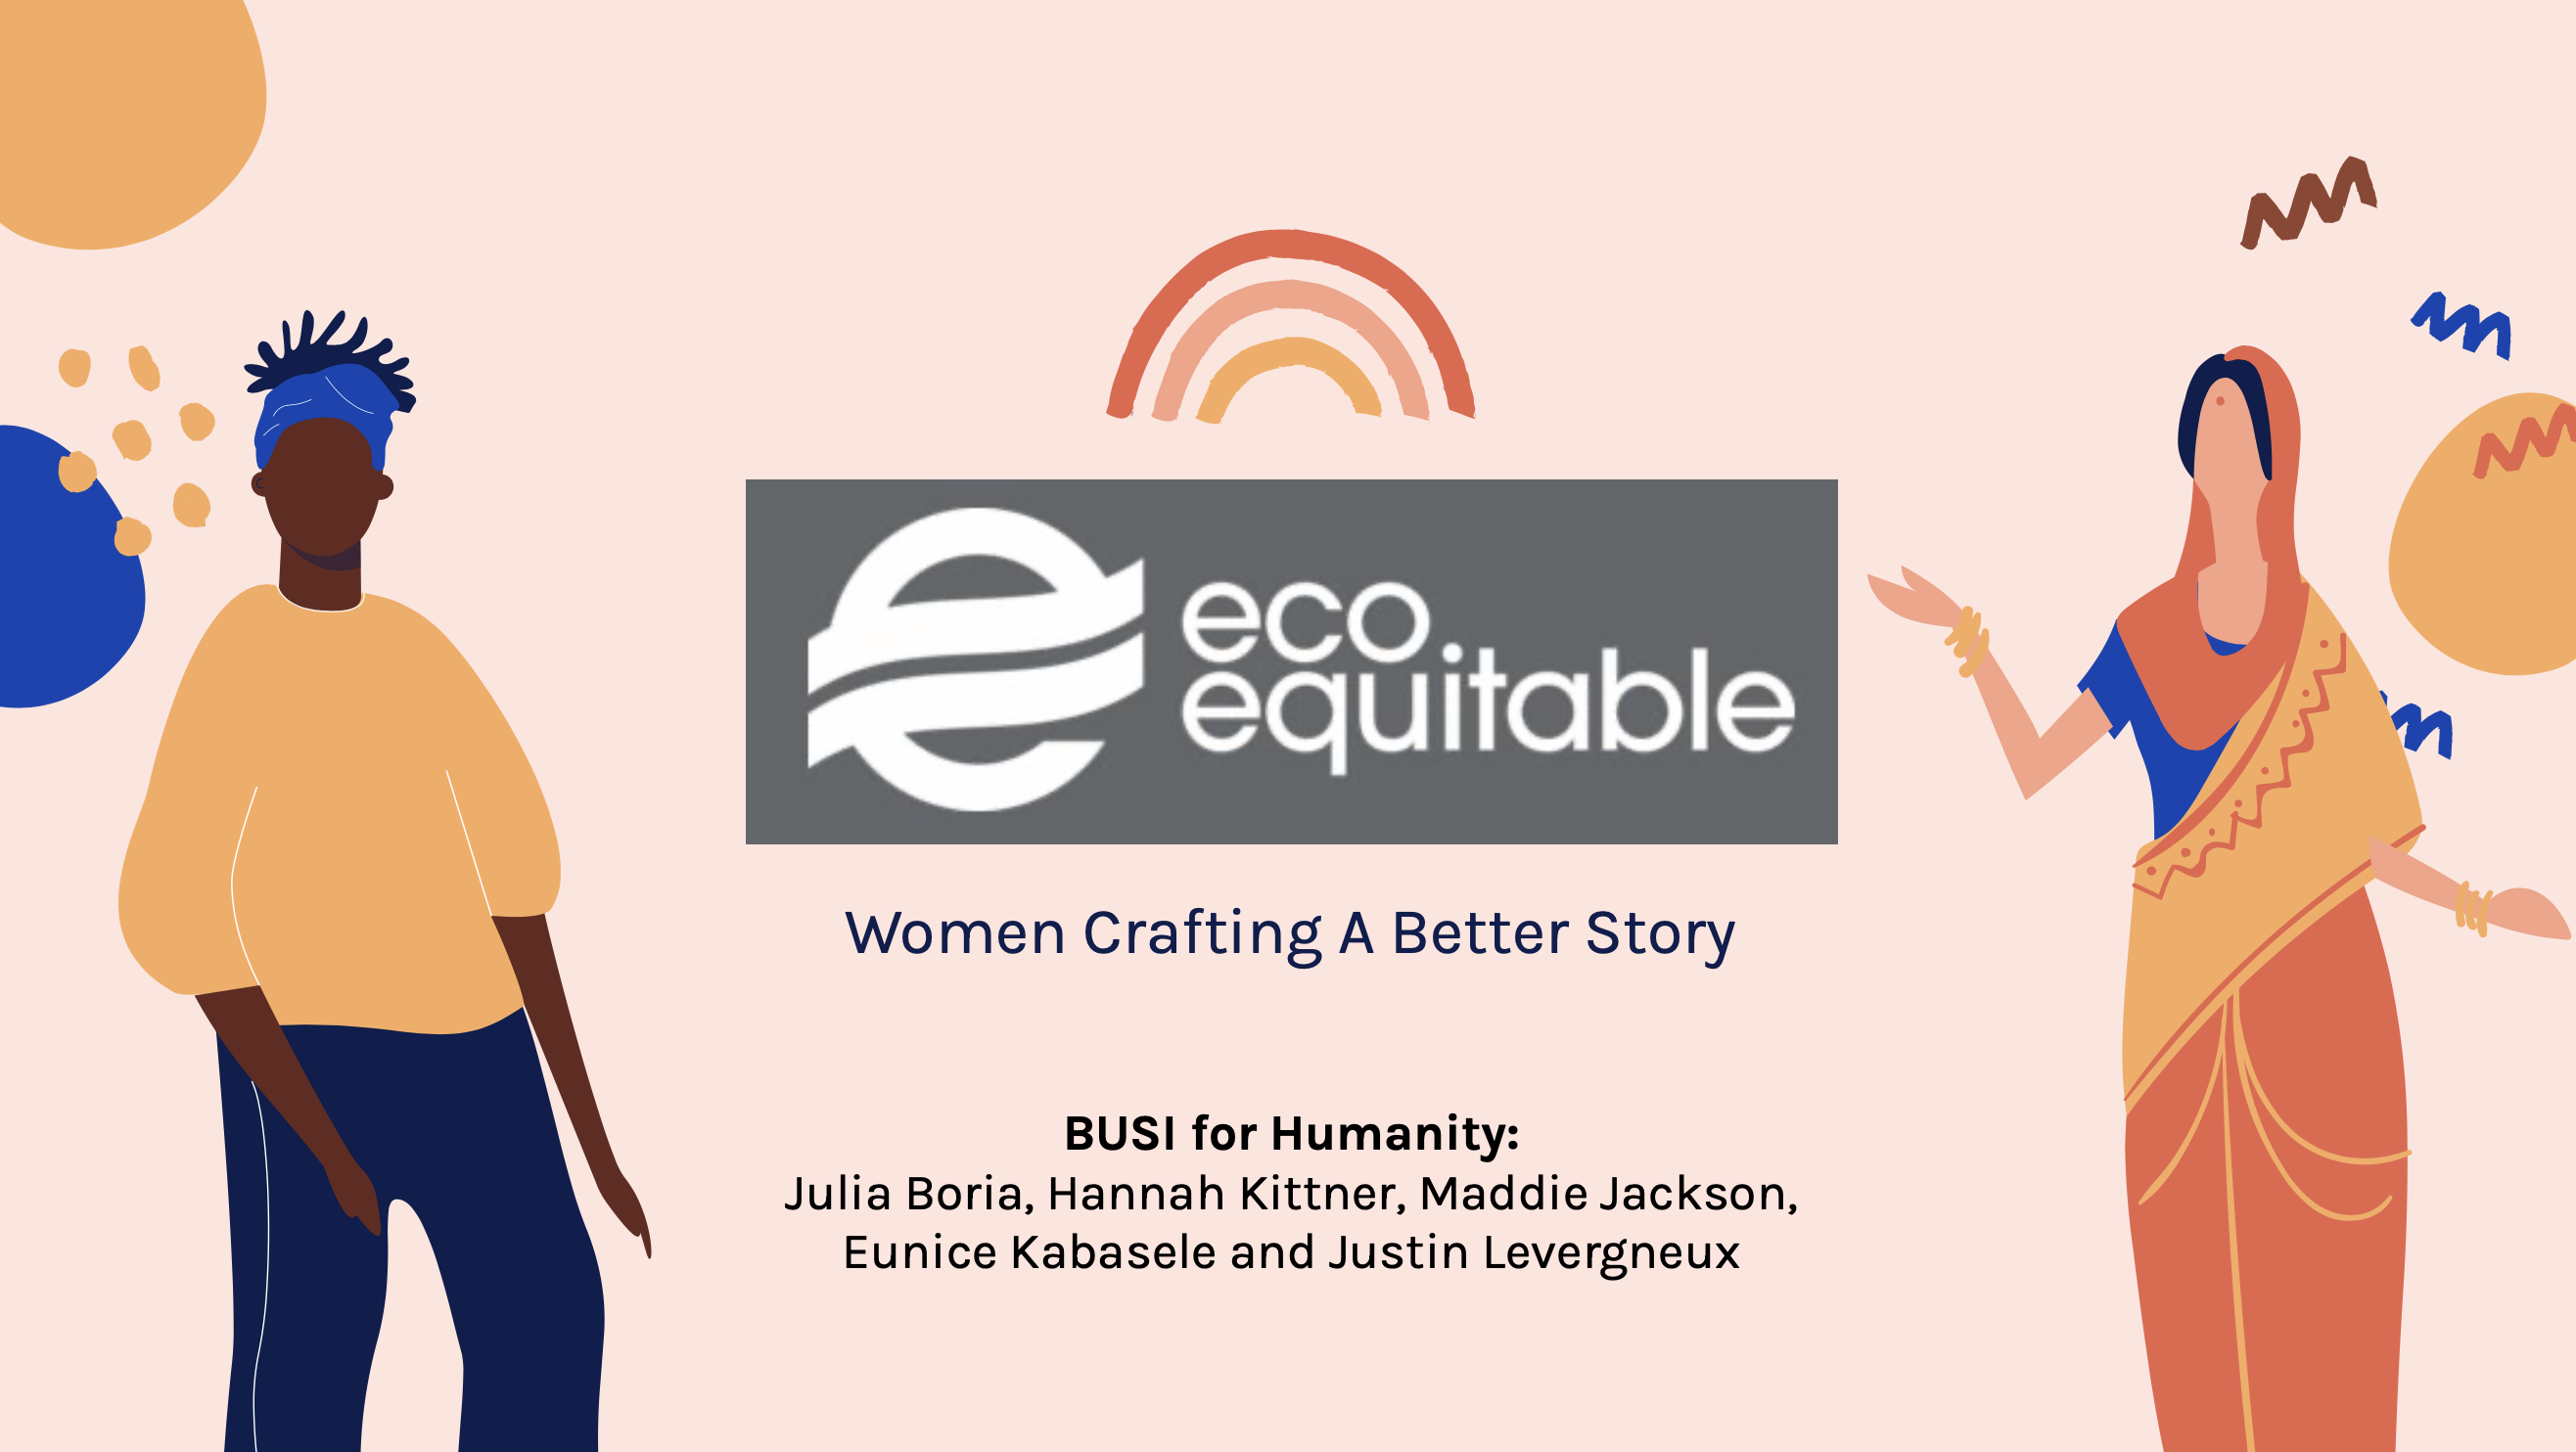 eco
equitable
Women Crafting A Better Story
BUSI for Humanity:
Julia Boria, Hannah Kittner, Maddie Jackson,
Eunice Kabasele and Justin Levergneux